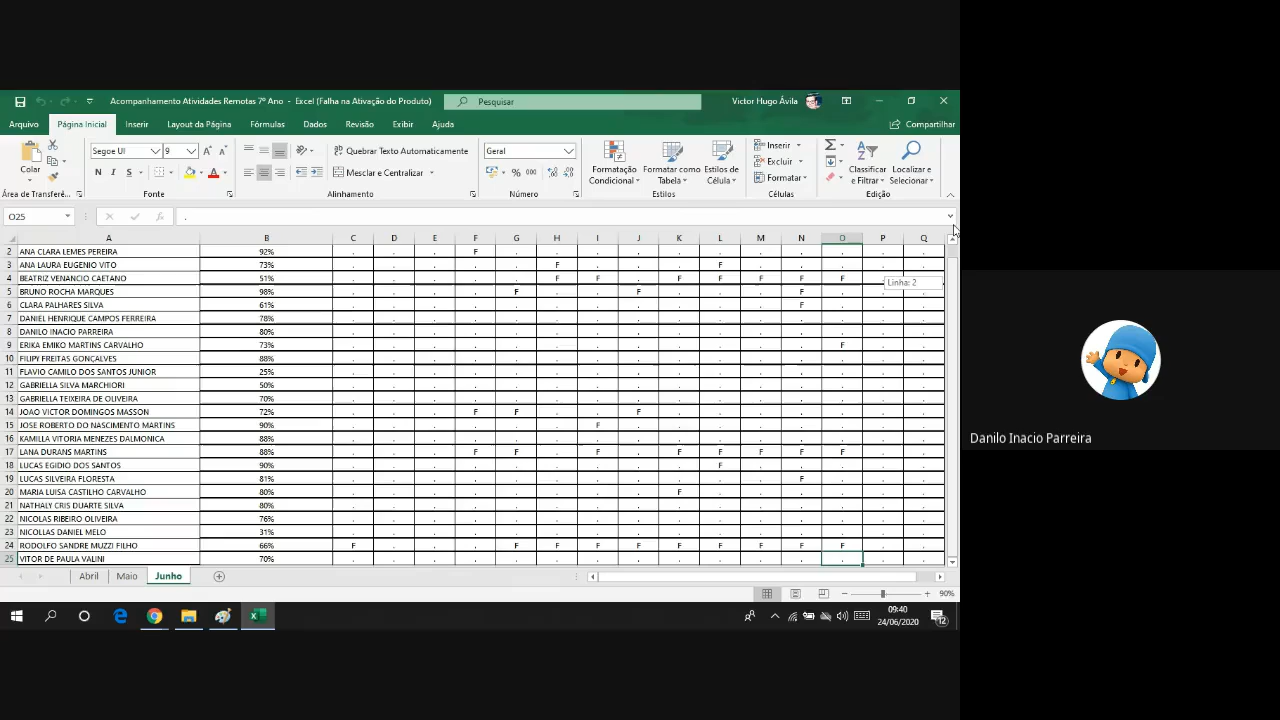 Acompanhamento Atividades Remotas 7º Ano - Excel (Falha na Ativação do Produto)
Pesquisar
Victor Hugo Ávila
Arquivo Página Inicial Inserir Layout da Página Fórmulas Dados Revisão Exibir Ajuda
Compartilhar
Colar
Segoe UI 9
N I S
Quebrar Texto Automaticamente
Mesclar e Centralizar
Geral
% 000
Formatação Condicional
Formatar como Tabela
Estilos de Célula
Inserir
Excluir
Formatar
Classificar e Filtrar
Localizar e Selecionar
Área de Transferê... Fonte Alinhamento Número Estilos Células Edição
O25 .
A B C D E F G H I J K L M N O P Q
2 ANA CLARA LEMES PEREIRA 92% . . . F . . . . . . . . . . .
3 ANA LAURA EUGENIO VITO 73% . . . . . F . . . F . . . . .
4 BEATRIZ VENANCIO CAETANO 51% . . . . . F F . F F F F F . .
Linha: 2
5 BRUNO ROCHA MARQUES 98% . . . . F . . F . . . F . . .
6 CLARA PALHARES SILVA 61% . . . . . . . . . . . F . . .
7 DANIEL HENRIQUE CAMPOS FERREIRA 78% . . . . . . . . . . . . . . .
8 DANILO INACIO PARREIRA 80% . . . . . . . . . . . . . . .
9 ERIKA EMIKO MARTINS CARVALHO 73% . . . . . . . . . . . . F . .
10 FILIPY FREITAS GONÇALVES 88% . . . . . . . . . . . . . . .
11 FLAVIO CAMILO DOS SANTOS JUNIOR 25% . . . . . . . . . . . . . . .
12 GABRIELLA SILVA MARCHIORI 50% . . . . . . . . . . . . . . .
13 GABRIELLA TEIXEIRA DE OLIVEIRA 70% . . . . . . . . . . . . . . .
14 JOAO VICTOR DOMINGOS MASSON 72% . . . F F . . F . . . . . . .
15 JOSE ROBERTO DO NASCIMENTO MARTINS 90% . . . . . . F . . . . . . . .
16 KAMILLA VITORIA MENEZES DALMONICA 88% . . . . . . . . . . . . . . .
17 LANA DURANS MARTINS 88% . . . F F . F . F F F F F . .
18 LUCAS EGIDIO DOS SANTOS 90% . . . . . . . . . F . . . . .
19 LUCAS SILVEIRA FLORESTA 81% . . . . . . . . . . . F . . .
20 MARIA LUISA CASTILHO CARVALHO 80% . . . . . . . . F . . . . . .
21 NATHALY CRIS DUARTE SILVA 80% . . . . . . . . . . . . . . .
22 NICOLAS RIBEIRO OLIVEIRA 76% . . . . . . . . . . . . . . .
23 NICOLLAS DANIEL MELO 31% . . . . . . . . . . . . . . .
24 RODOLFO SANDRE MUZZI FILHO 66% F . . . F F F F F F F F F . .
25 VITOR DE PAULA VALINI 70% . . . . . . . . . . . . . . .
Abril Maio Junho
90%
09:40
24/06/2020
12
Danilo Inacio Parreira